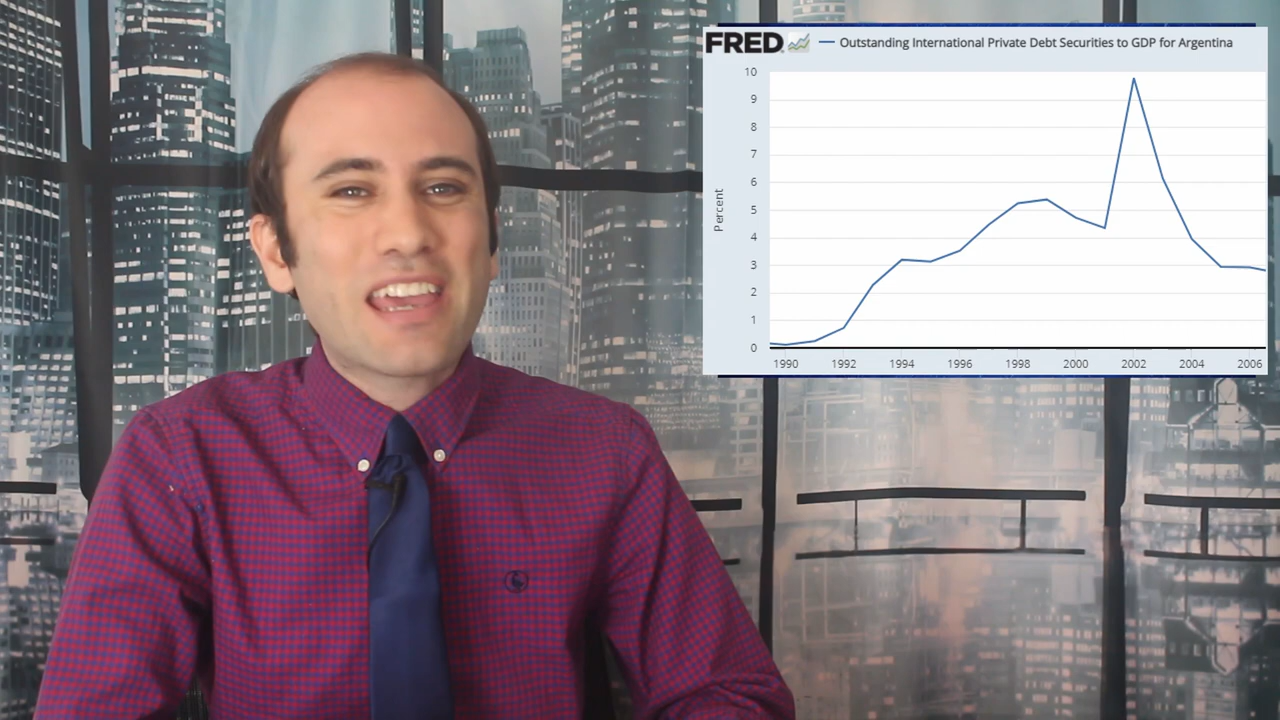 FRED
Outstanding International Private Debt Securities to GDP for Argentina
10
9
8
7
6
5
4
3
2
1
0
Percent
1990 1992 1994 1996 1998 2000 2002 2004 2006